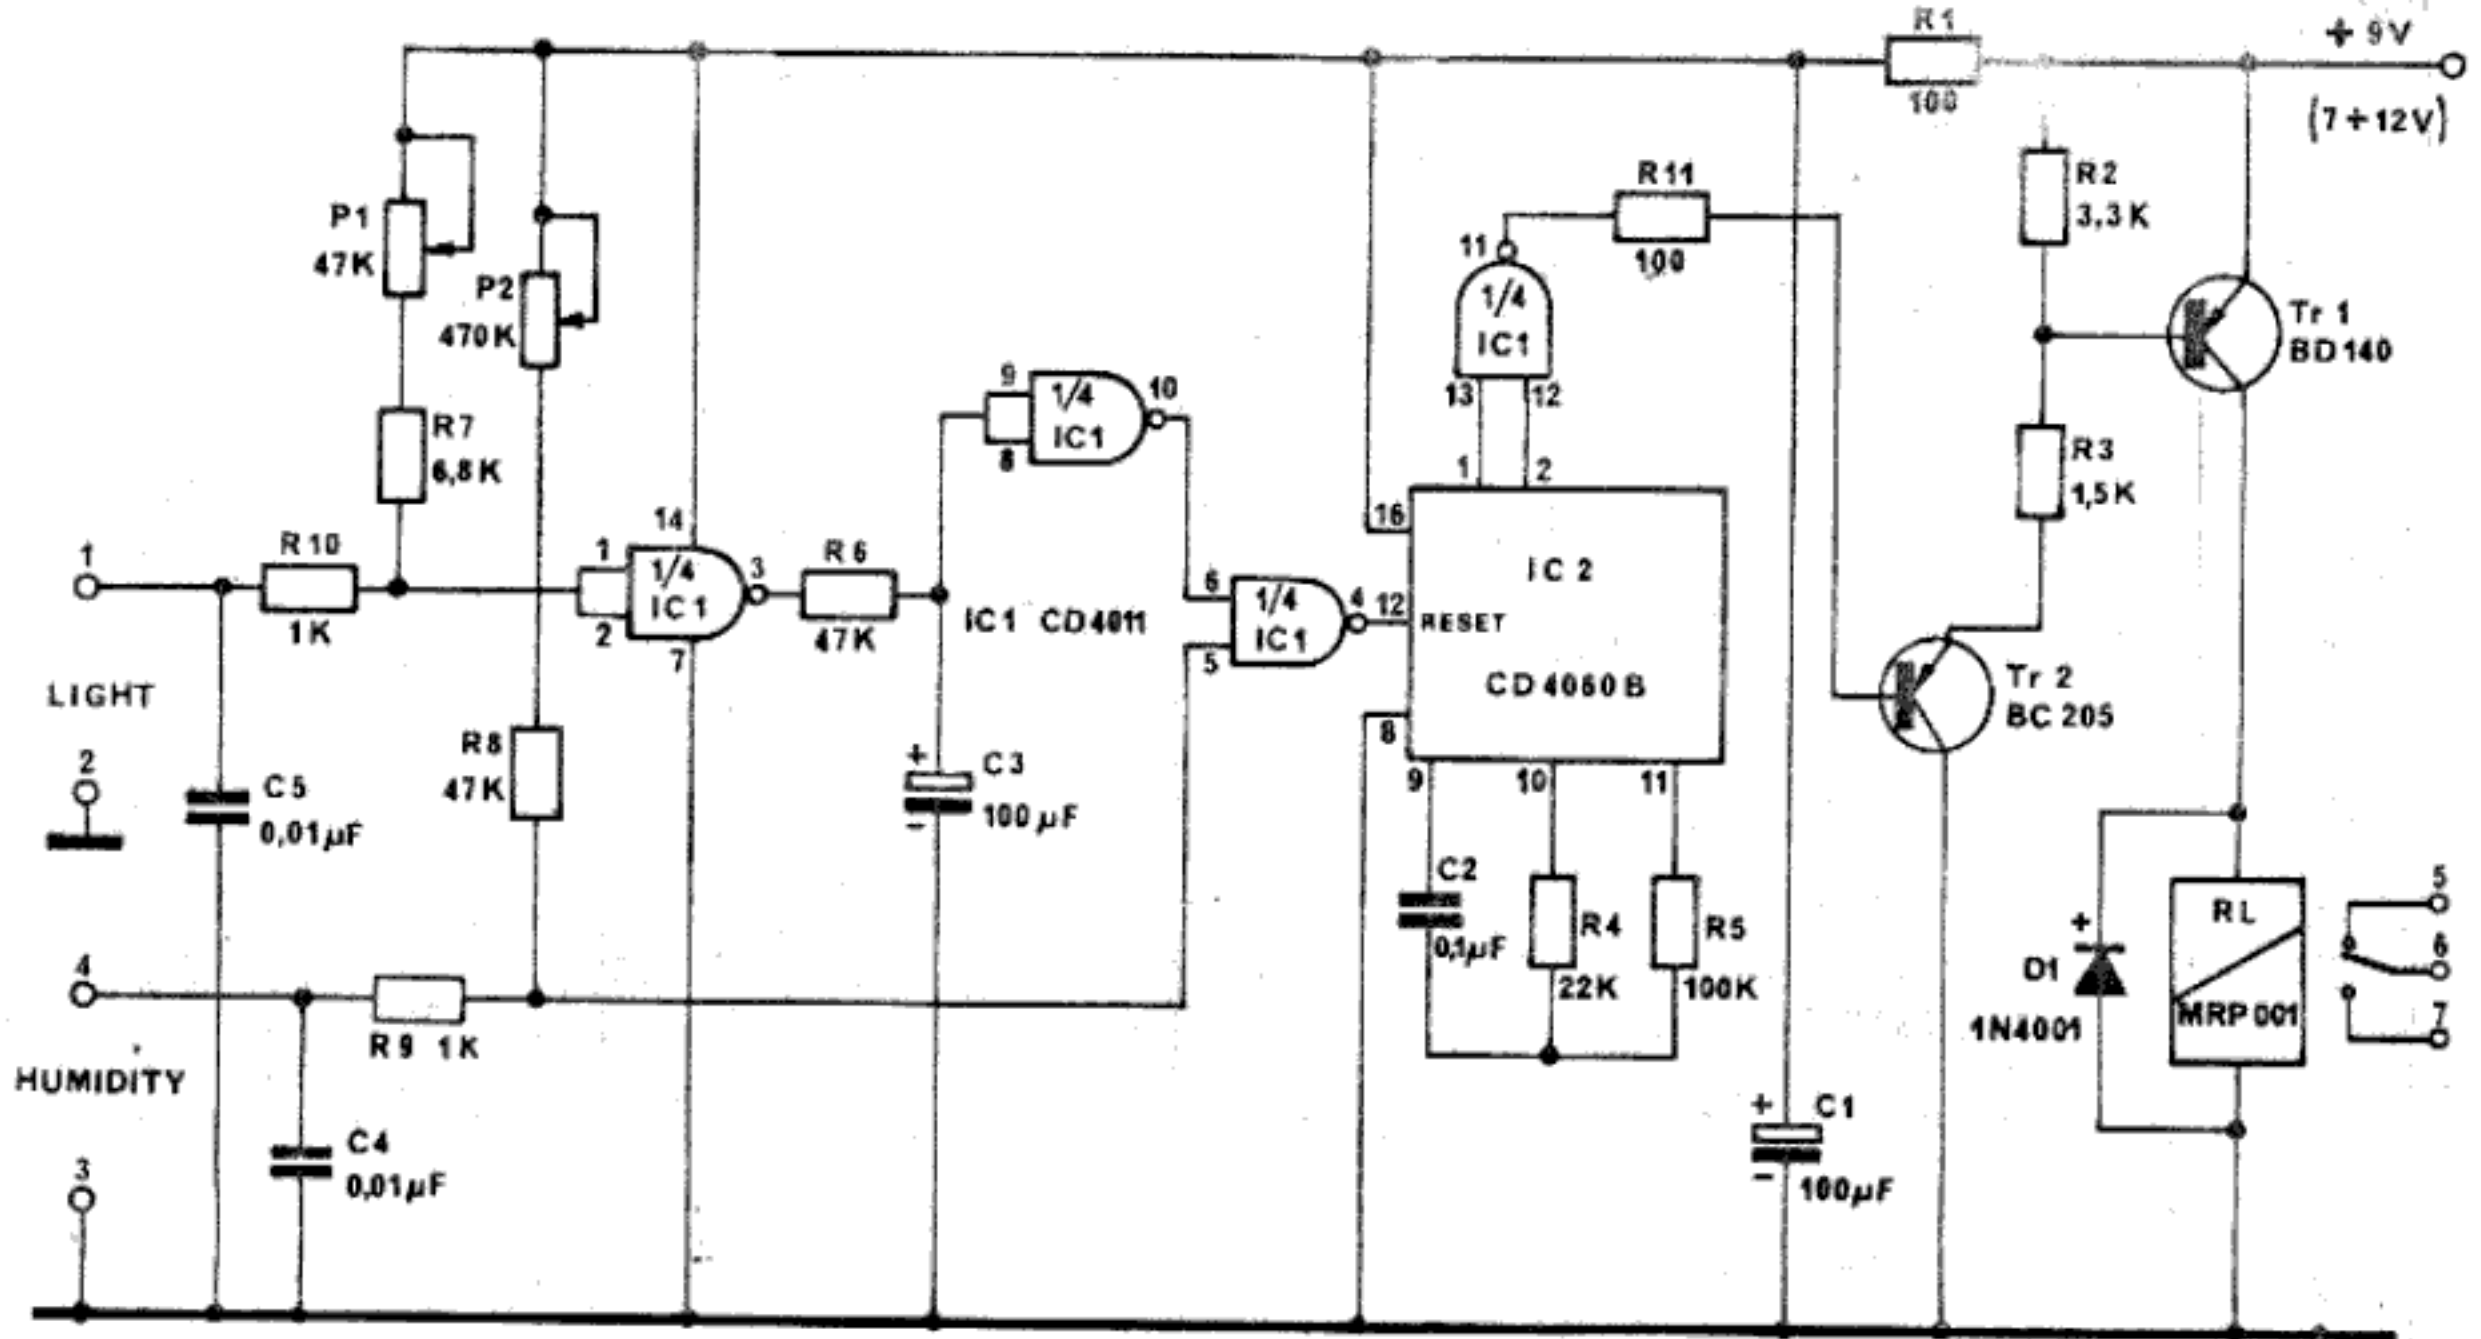 R1
+ 9V
100
(7÷12V)
P1
47K
P2
470K
R11
100
R2
3,3K
11
1/4
IC1
13
12
Tr 1
BD140
9
8
1/4
IC1
10
R7
6,8K
1
2
R3
1,5K
14
16
1
R10
1K
1
2
1/4
IC1
3
7
R6
47K
IC1 CD4011
6
5
1/4
IC1
4
12
RESET
IC2
CD4060B
8
9
10
11
Tr 2
BC205
LIGHT
2
R8
47K
C5
0,01µF
+
C3
100µF
-
C2
0,1µF
R4
22K
R5
100K
+
D1
1N4001
RL
MRP001
5
6
7
4
R9 1K
HUMIDITY
3
C4
0,01µF
+
C1
-
100µF